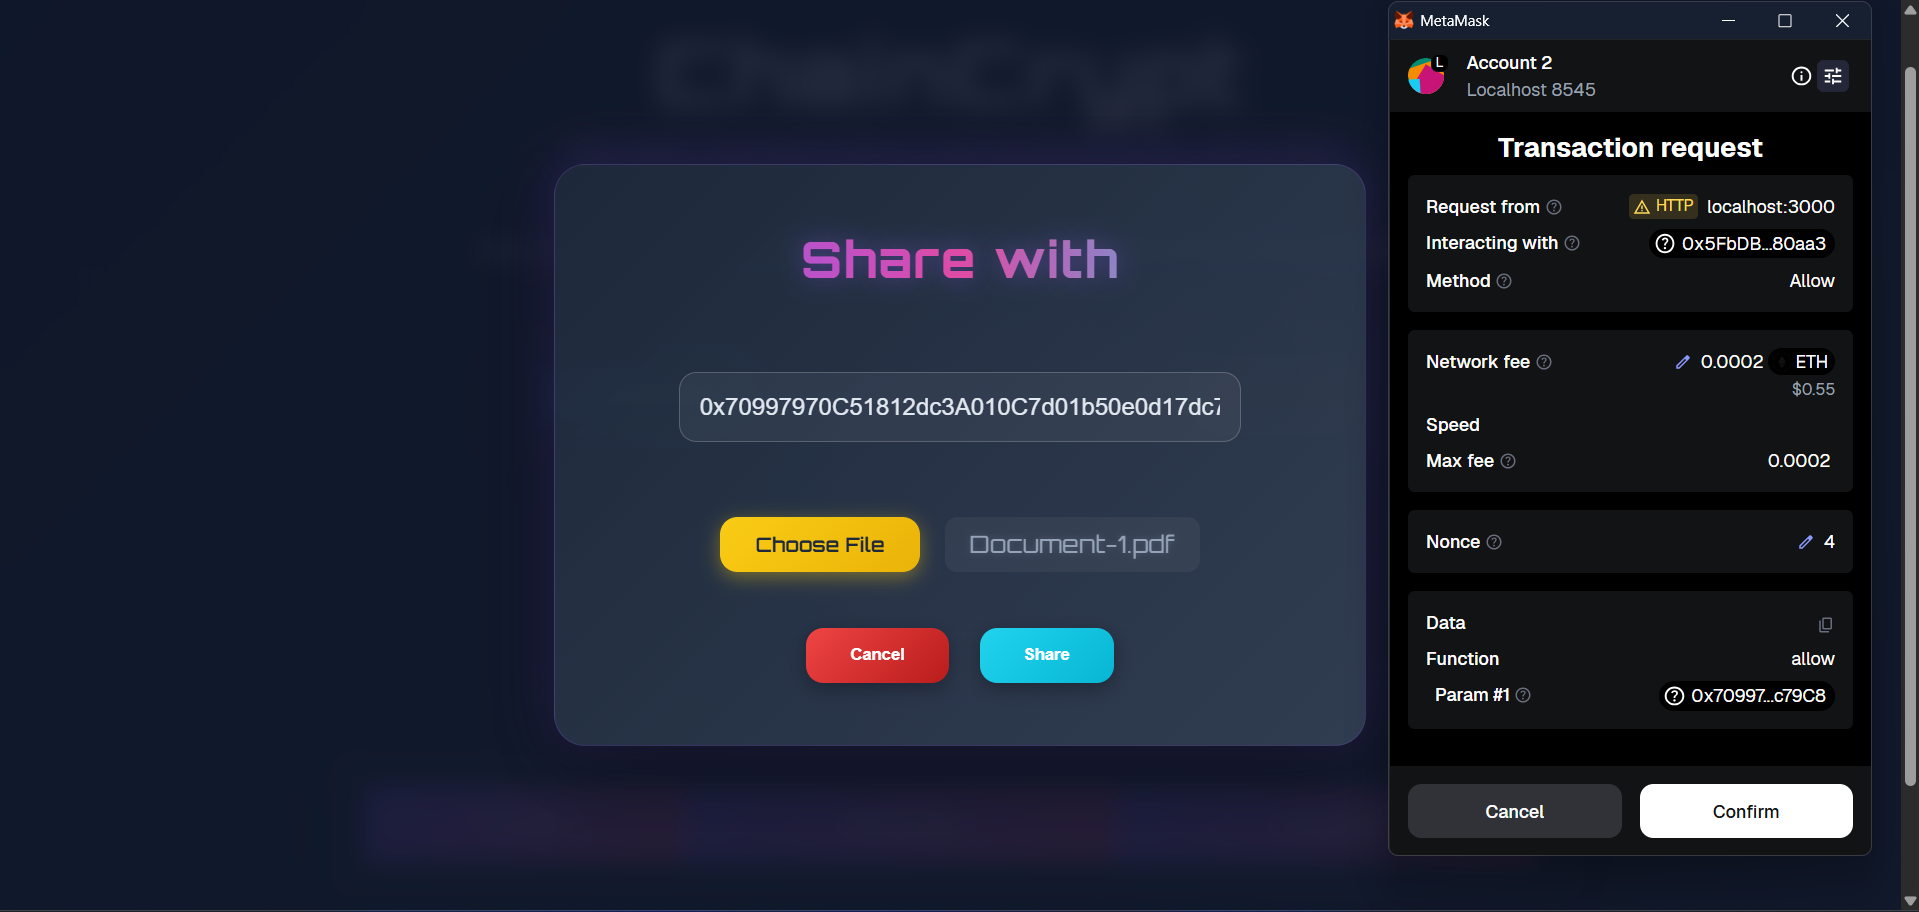 ChainCrypt
Share with
0x70997970C51812dc3A010C7d01b50e0d17dc7
Choose File
Document-1.pdf
Cancel
Share
MetaMask
L
Account 2
Localhost 8545
Transaction request
Request from
HTTP localhost:3000
Interacting with
0x5FbDB...80aa3
Method
Allow
Network fee
0.0002 ETH
$0.55
Speed
Max fee
0.0002
Nonce
4
Data
Function
allow
Param #1
0x70997...c79C8
Cancel
Confirm